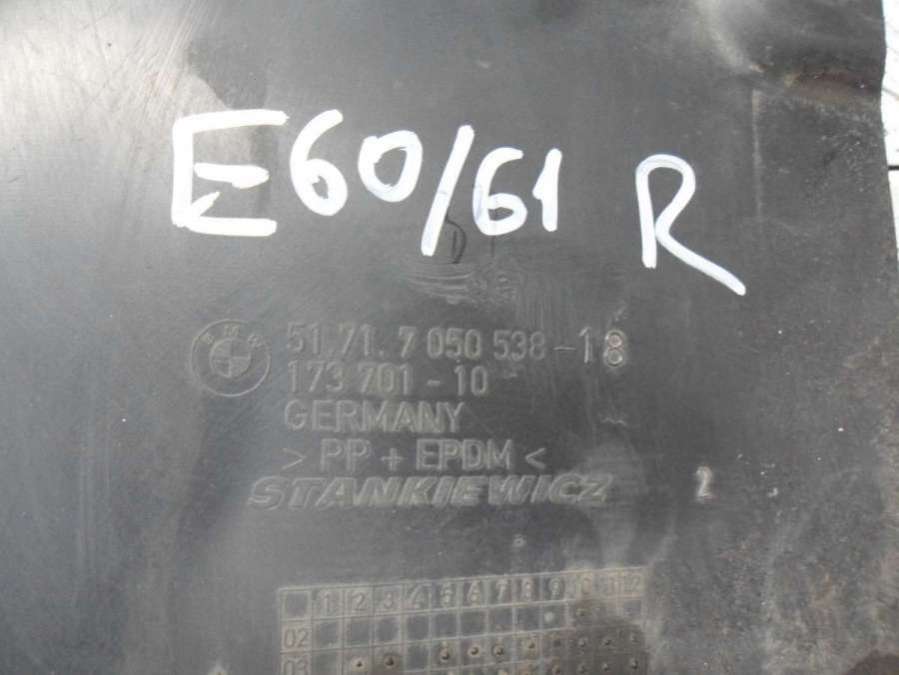 E60/61 R
BMW
51.71.7 050 538-18
173 701-10
GERMANY
> PP + EPDM <
STANKIEWICZ
2
1 2 3 4 5 6 7 8 9 10 11 12
02
03